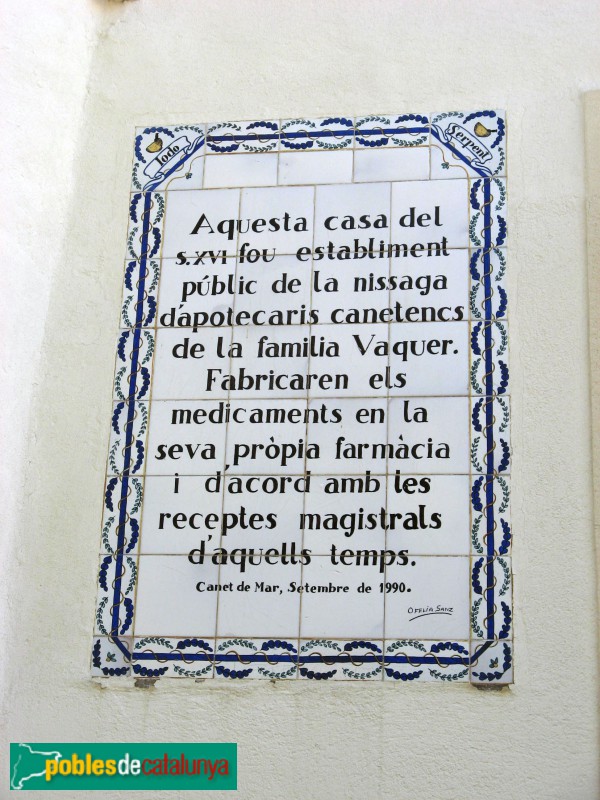 Iodo
Serpent
Aquesta casa del
s.XVI fou establiment
públic de la nissaga
d'apotecaris canetencs
de la familia Vaquer.
Fabricaren els
medicaments en la
seva pròpia farmàcia
i d'acord amb les
receptes magistrals
d'aquells temps.
Canet de Mar, Setembre de 1990.
OFELIA SANZ
poblesdecatalunya